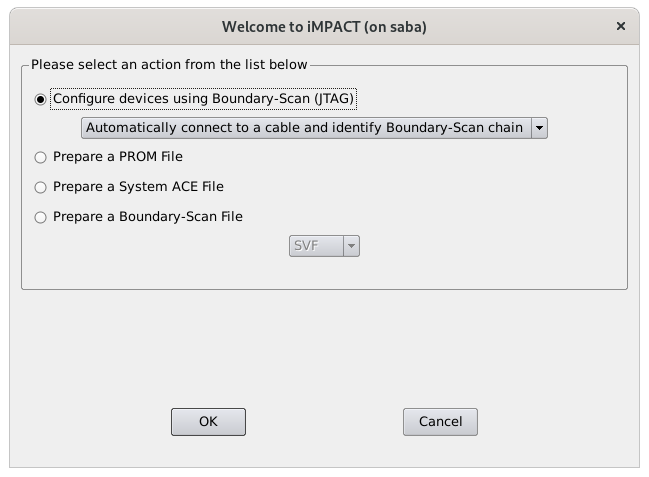 Welcome to iMPACT (on saba)
Please select an action from the list below
Configure devices using Boundary-Scan (JTAG)
Automatically connect to a cable and identify Boundary-Scan chain
Prepare a PROM File
Prepare a System ACE File
Prepare a Boundary-Scan File
SVF
OK Cancel